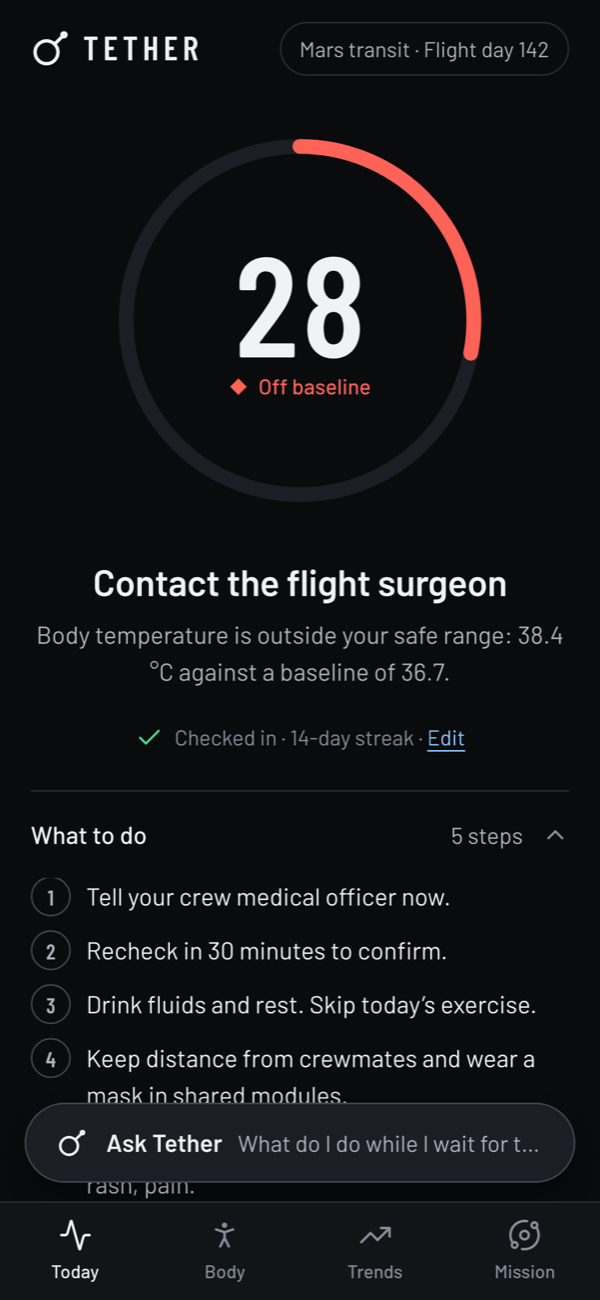 TETHER
Mars transit · Flight day 142
28
Off baseline
Contact the flight surgeon
Body temperature is outside your safe range: 38.4
°C against a baseline of 36.7.
Checked in · 14-day streak · Edit
What to do
5 steps
1 Tell your crew medical officer now.
2 Recheck in 30 minutes to confirm.
3 Drink fluids and rest. Skip today’s exercise.
4 Keep distance from crewmates and wear a
mask in shared modules.
Ask Tether What do I do while I wait for t...
rash, pain.
Today
Body
Trends
Mission